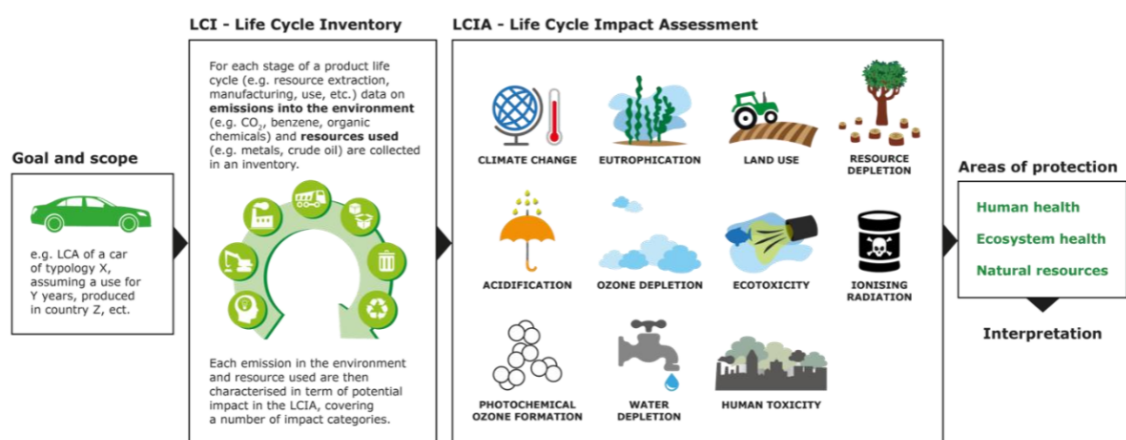 Goal and scope
e.g. LCA of a car
of typology X,
assuming a use for
Y years, produced
in country Z, ect.
LCI - Life Cycle Inventory
For each stage of a product life
cycle (e.g. resource extraction,
manufacturing, use, etc.) data on
emissions into the environment
(e.g. CO₂, benzene, organic
chemicals) and resources used
(e.g. metals, crude oil) are collected
in an inventory.
Each emission in the environment
and resource used are then
characterised in term of potential
impact in the LCIA, covering
a number of impact categories.
LCIA - Life Cycle Impact Assessment
CLIMATE CHANGE
EUTROPHICATION
LAND USE
RESOURCE
DEPLETION
ACIDIFICATION
OZONE DEPLETION
ECOTOXICITY
IONISING
RADIATION
PHOTOCHEMICAL
OZONE FORMATION
WATER
DEPLETION
HUMAN TOXICITY
Areas of protection
Human health
Ecosystem health
Natural resources
Interpretation